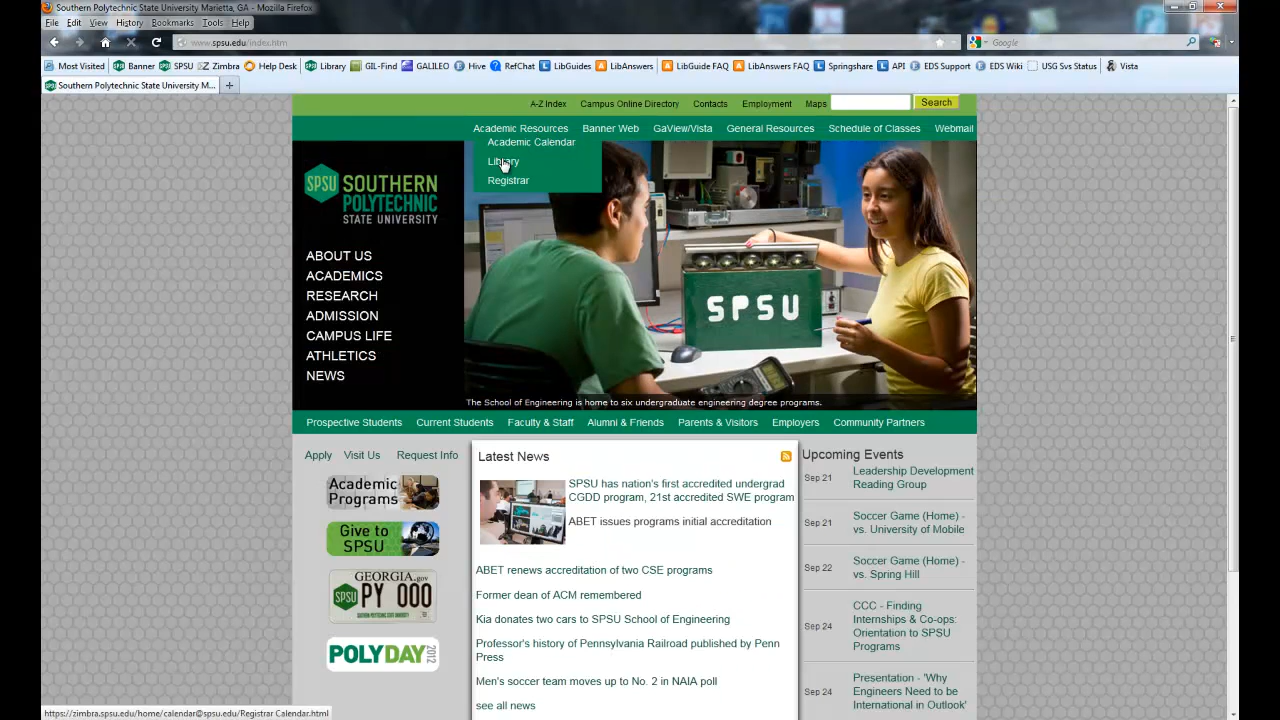 Southern Polytechnic State University Marietta, GA - Mozilla Firefox
File Edit View History Bookmarks Tools Help
www.spsu.edu/index.htm
Google
Most Visited Banner SPSU Zimbra Help Desk Library GIL-Find GALILEO Hive RefChat LibGuides LibAnswers LibGuide FAQ LibAnswers FAQ Springshare API EDS Support EDS Wiki USG Svs Status Vista
Southern Polytechnic State University M...
A-Z Index Campus Online Directory Contacts Employment Maps Search
Academic Resources Banner Web GaView/Vista General Resources Schedule of Classes Webmail
Academic Calendar
Library
Registrar
SPSU
SOUTHERN
POLYTECHNIC
STATE UNIVERSITY
ABOUT US
ACADEMICS
RESEARCH
ADMISSION
CAMPUS LIFE
ATHLETICS
NEWS
SPSU
The School of Engineering is home to six undergraduate engineering degree programs.
Prospective Students Current Students Faculty & Staff Alumni & Friends Parents & Visitors Employers Community Partners
Apply Visit Us Request Info
Academic
Programs
Give to
SPSU
GEORGIA.gov
SPSU PY 000
SOUTHERN POLYTECHNIC STATE UNIVERSITY
POLYDAY 2012
Latest News
SPSU has nation's first accredited undergrad
CGDD program, 21st accredited SWE program
ABET issues programs initial accreditation
ABET renews accreditation of two CSE programs
Former dean of ACM remembered
Kia donates two cars to SPSU School of Engineering
Professor's history of Pennsylvania Railroad published by Penn
Press
Men's soccer team moves up to No. 2 in NAIA poll
see all news
Upcoming Events
Sep 21 Leadership Development
Reading Group
Sep 21 Soccer Game (Home) -
vs. University of Mobile
Sep 22 Soccer Game (Home) -
vs. Spring Hill
Sep 24 CCC - Finding
Internships & Co-ops:
Orientation to SPSU
Programs
Sep 24 Presentation - 'Why
Engineers Need to be
International in Outlook'
https://zimbra.spsu.edu/home/calendar@spsu.edu/Registrar Calendar.html